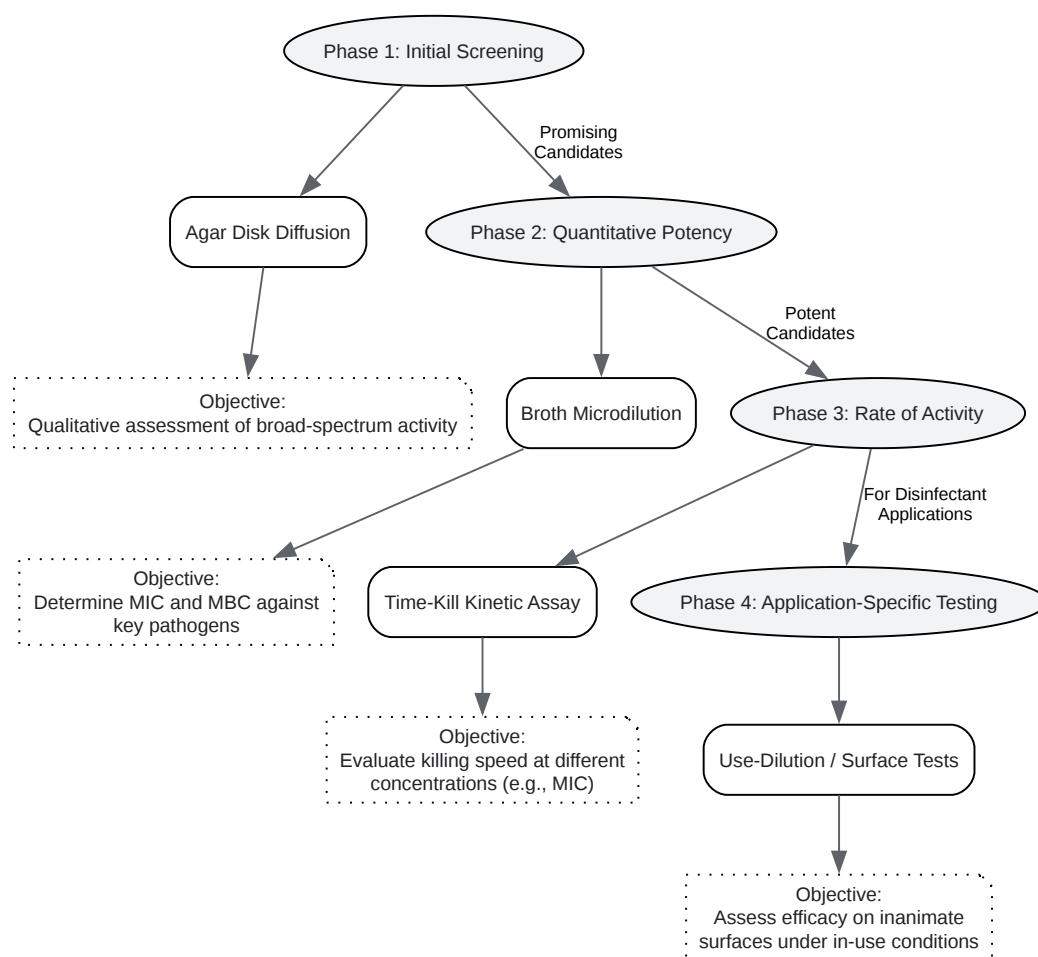 Phase 1: Initial Screening
Promising
Candidates
Agar Disk Diffusion
Phase 2: Quantitative Potency
Potent
Candidates
Objective:
Qualitative assessment of broad-spectrum activity
Broth Microdilution
Phase 3: Rate of Activity
For Disinfectant
Applications
Objective:
Determine MIC and MBC against
key pathogens
Time-Kill Kinetic Assay
Phase 4: Application-Specific Testing
Objective:
Evaluate killing speed at different
concentrations (e.g., MIC)
Use-Dilution / Surface Tests
Objective:
Assess efficacy on inanimate
surfaces under in-use conditions